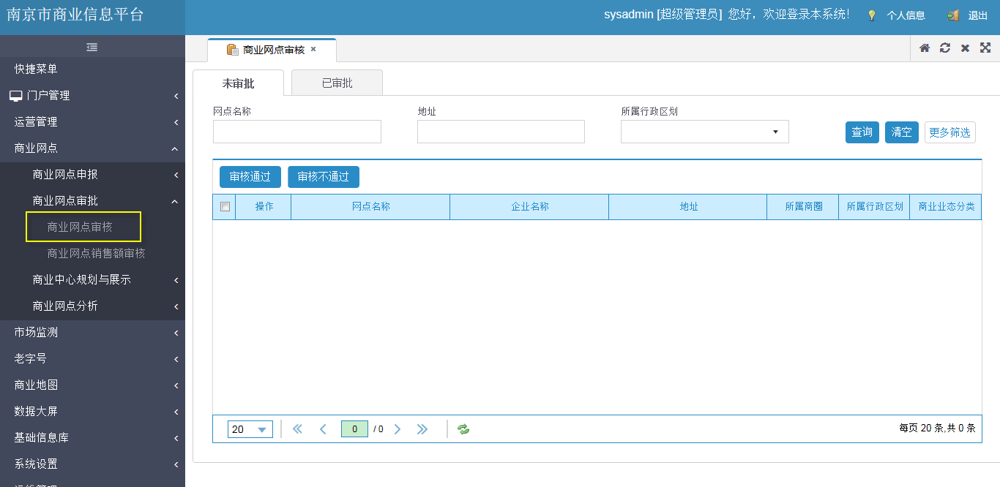 南京市商业信息平台
sysadmin [超级管理员] 您好，欢迎登录本系统！ 个人信息 退出
快捷菜单
门户管理
运营管理
商业网点
商业网点申报
商业网点审批
商业网点审核
商业网点销售额审核
商业中心规划与展示
商业网点分析
市场监测
老字号
商业地图
数据大屏
基础信息库
系统设置
运维管理
商业网点审核
未审批 已审批
网点名称 地址 所属行政区划
查询 清空 更多筛选
审核通过 审核不通过
操作 网点名称 企业名称 地址 所属商圈 所属行政区划 商业业态分类
20 0 / 0 每页 20 条,共 0 条